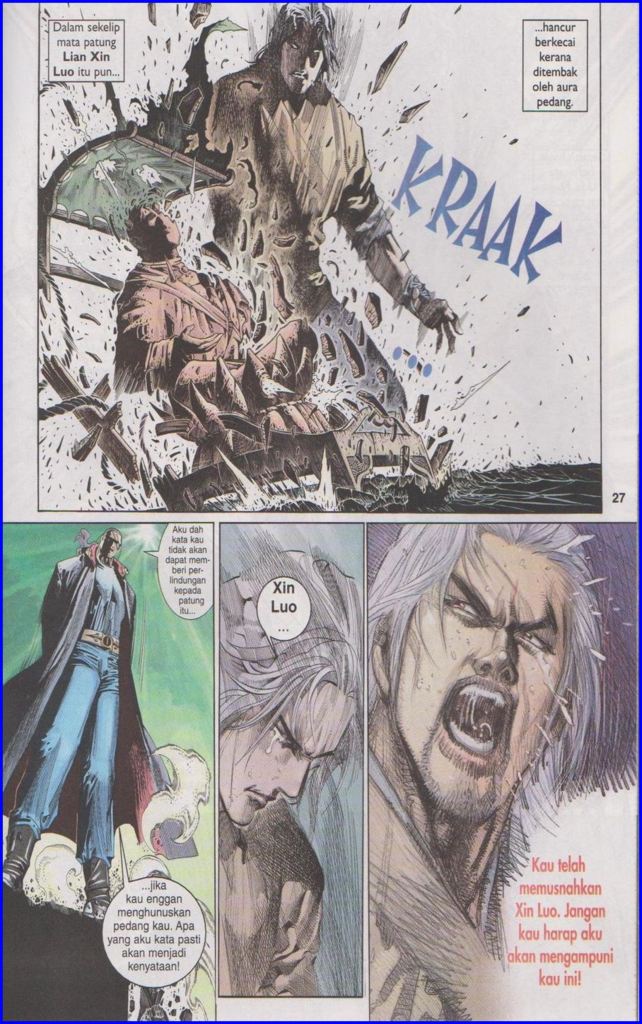 Dalam sekelip
mata patung
Lian Xin
Luo itu pun...
...hancur
berkecai
kerana
ditembak
oleh aura
pedang.
KRAAK
...
27
Aku dah
kata kau
tidak akan
dapat mem-
beri per-
lindungan
kepada
patung
itu...
...jika
kau enggan
menghunuskan
pedang kau. Apa
yang aku kata pasti
akan menjadi
kenyataan!
Xin
Luo
...
Kau telah
memusnahkan
Xin Luo. Jangan
kau harap aku
akan mengampuni
kau ini!